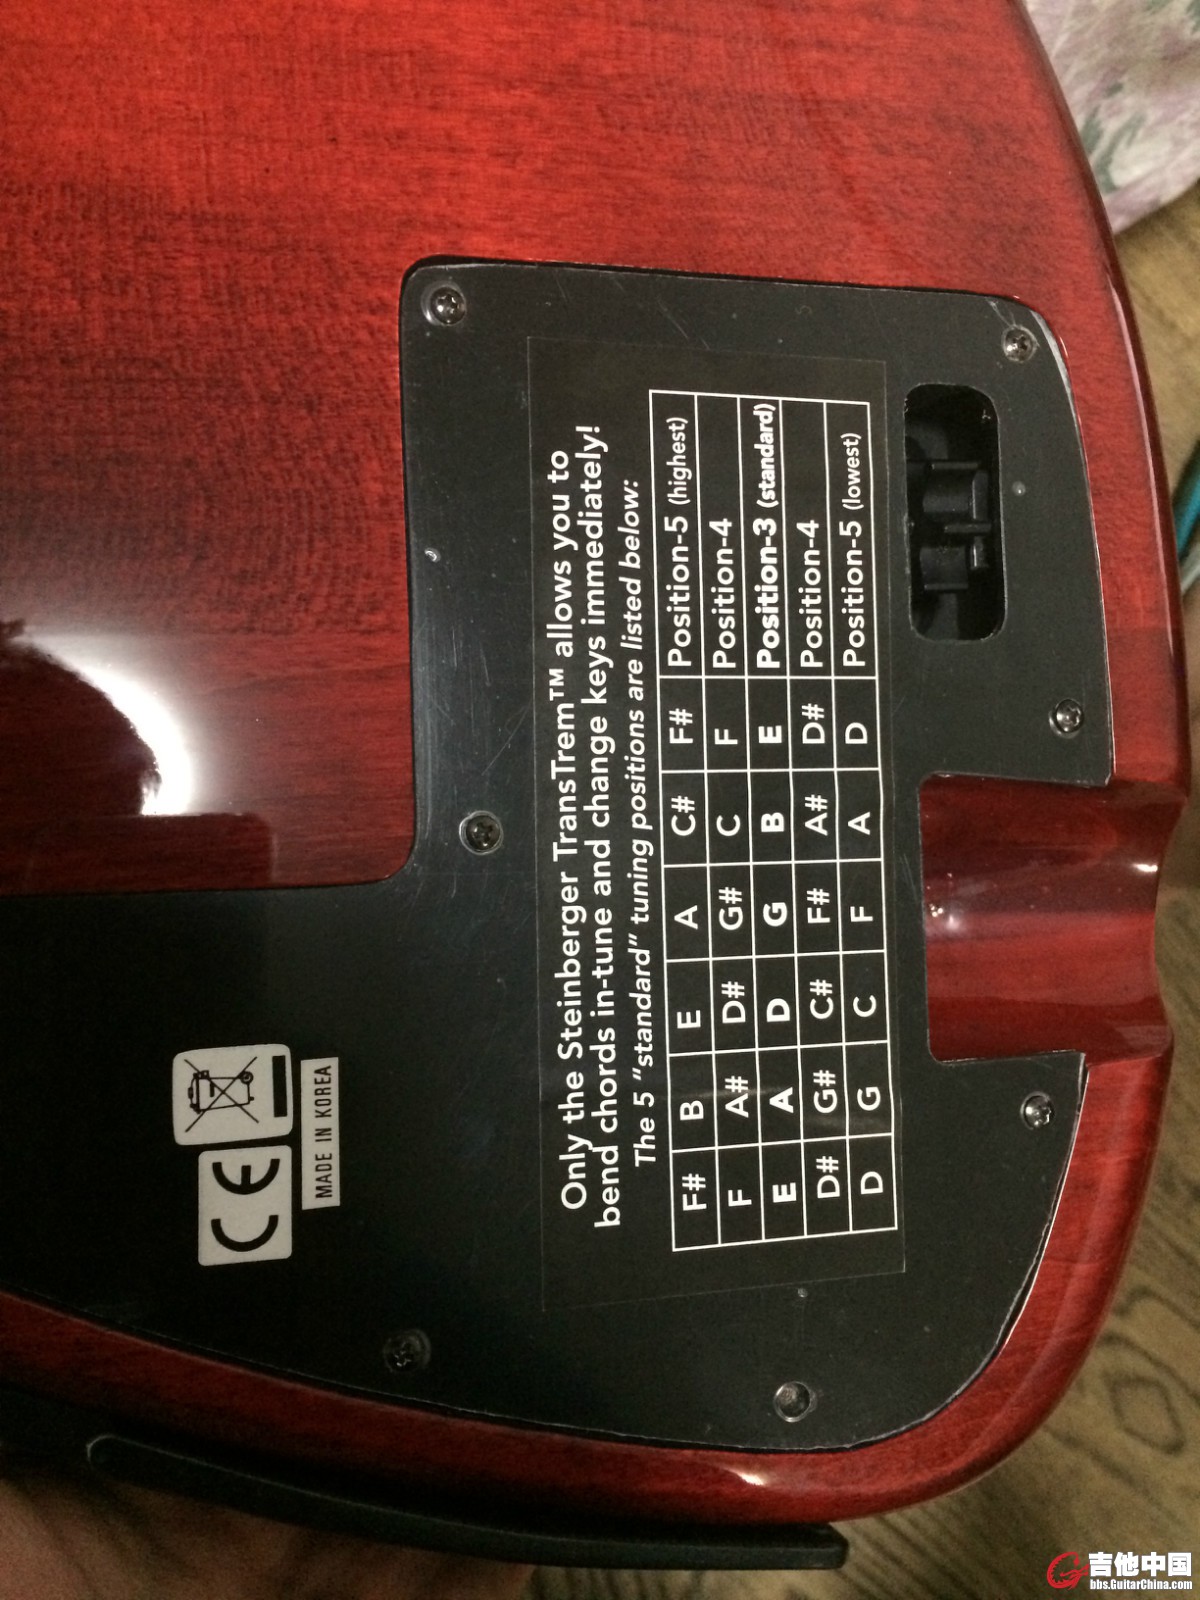 Only the Steinberger TransTrem™ allows you to
bend chords in-tune and change keys immediately!
The 5 "standard" tuning positions are listed below:
F# B E A C# F# Position-5 (highest)
F A# D# G# C F Position-4
E A D G B E Position-3 (standard)
D# G# C# F# A# D# Position-4
D G C F A D Position-5 (lowest)
CE
MADE IN KOREA
吉他中国
bbs.GuitarChina.com